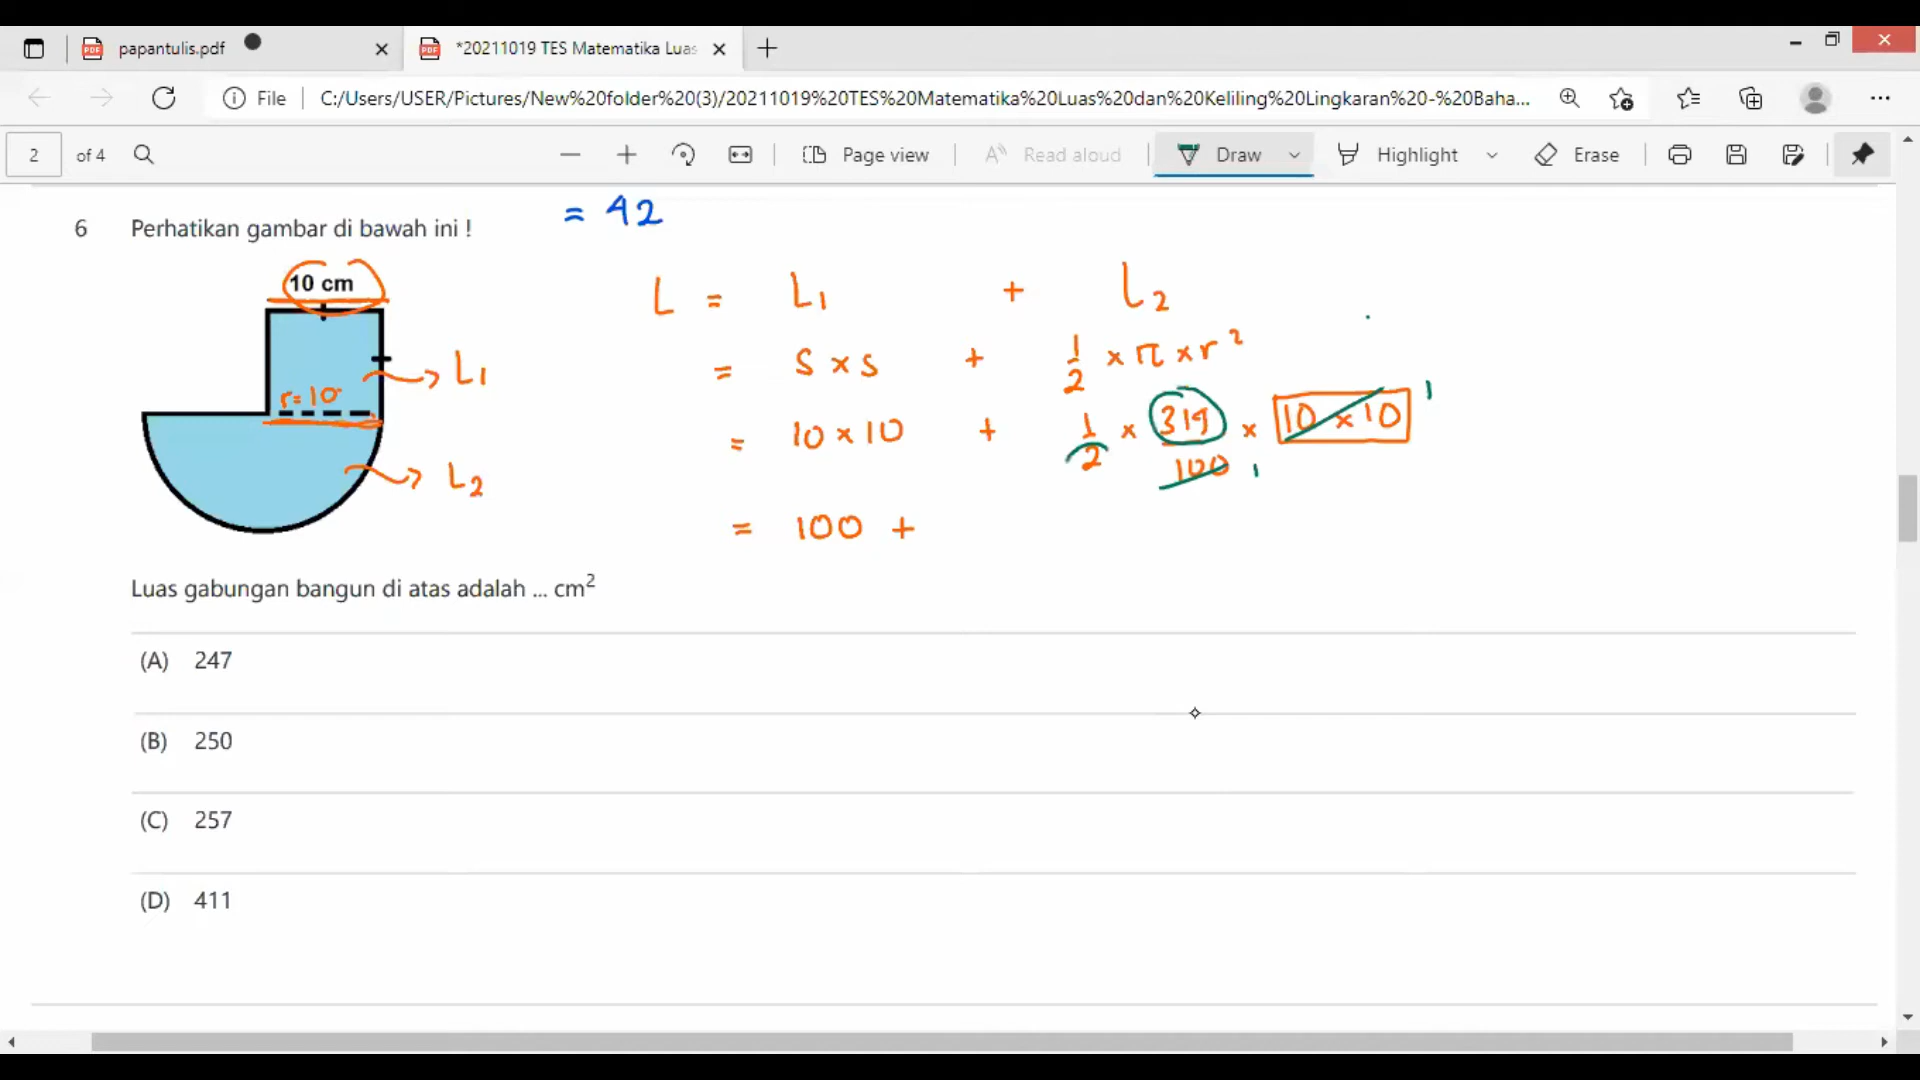 papantulis.pdf
*20211019 TES Matematika Luas
File
C:/Users/USER/Pictures/New%20folder%20(3)/20211019%20TES%20Matematika%20Luas%20dan%20Keliling%20Lingkaran%20-%20Baha...
2 of 4
Page view
Read aloud
Draw
Highlight
Erase
= 42
6 Perhatikan gambar di bawah ini !
10 cm
r=10
L1
L2
L = L1 + L2
= S x S + 1/2 x π x r²
= 10 x 10 + 1/2 x 314/100 x 10 x 10 1
1
= 100 +
Luas gabungan bangun di atas adalah ... cm²
(A) 247
(B) 250
(C) 257
(D) 411